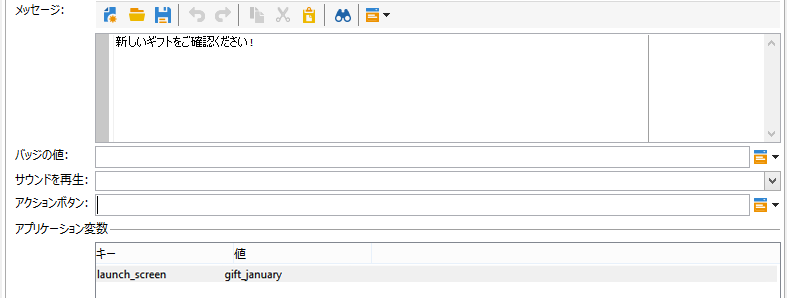 メッセージ:
新しいギフトをご確認ください!
バッジの値:
サウンドを再生:
アクションボタン:
アプリケーション変数
キー 値
launch_screen gift_january